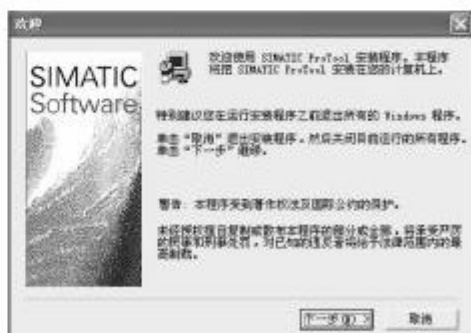 欢迎
SIMATIC
Software
欢迎使用 SIMATIC ProTool 安装程序。本程序
将把 SIMATIC ProTool 安装在您的计算机上。
特别建议您在运行安装程序之前退出所有的 Windows 程序。
单击“取消”退出安装程序，然后关闭目前运行的所有程序。
单击“下一步”继续。
警告：本程序受到著作权法及国际公约的保护。
未经授权擅自复制或散布本程序的部分或全部，将承受严厉
的民事和刑事处罚，对已知的违反者将给予法律范围内的最
高制裁。
下一步(N) >
取消